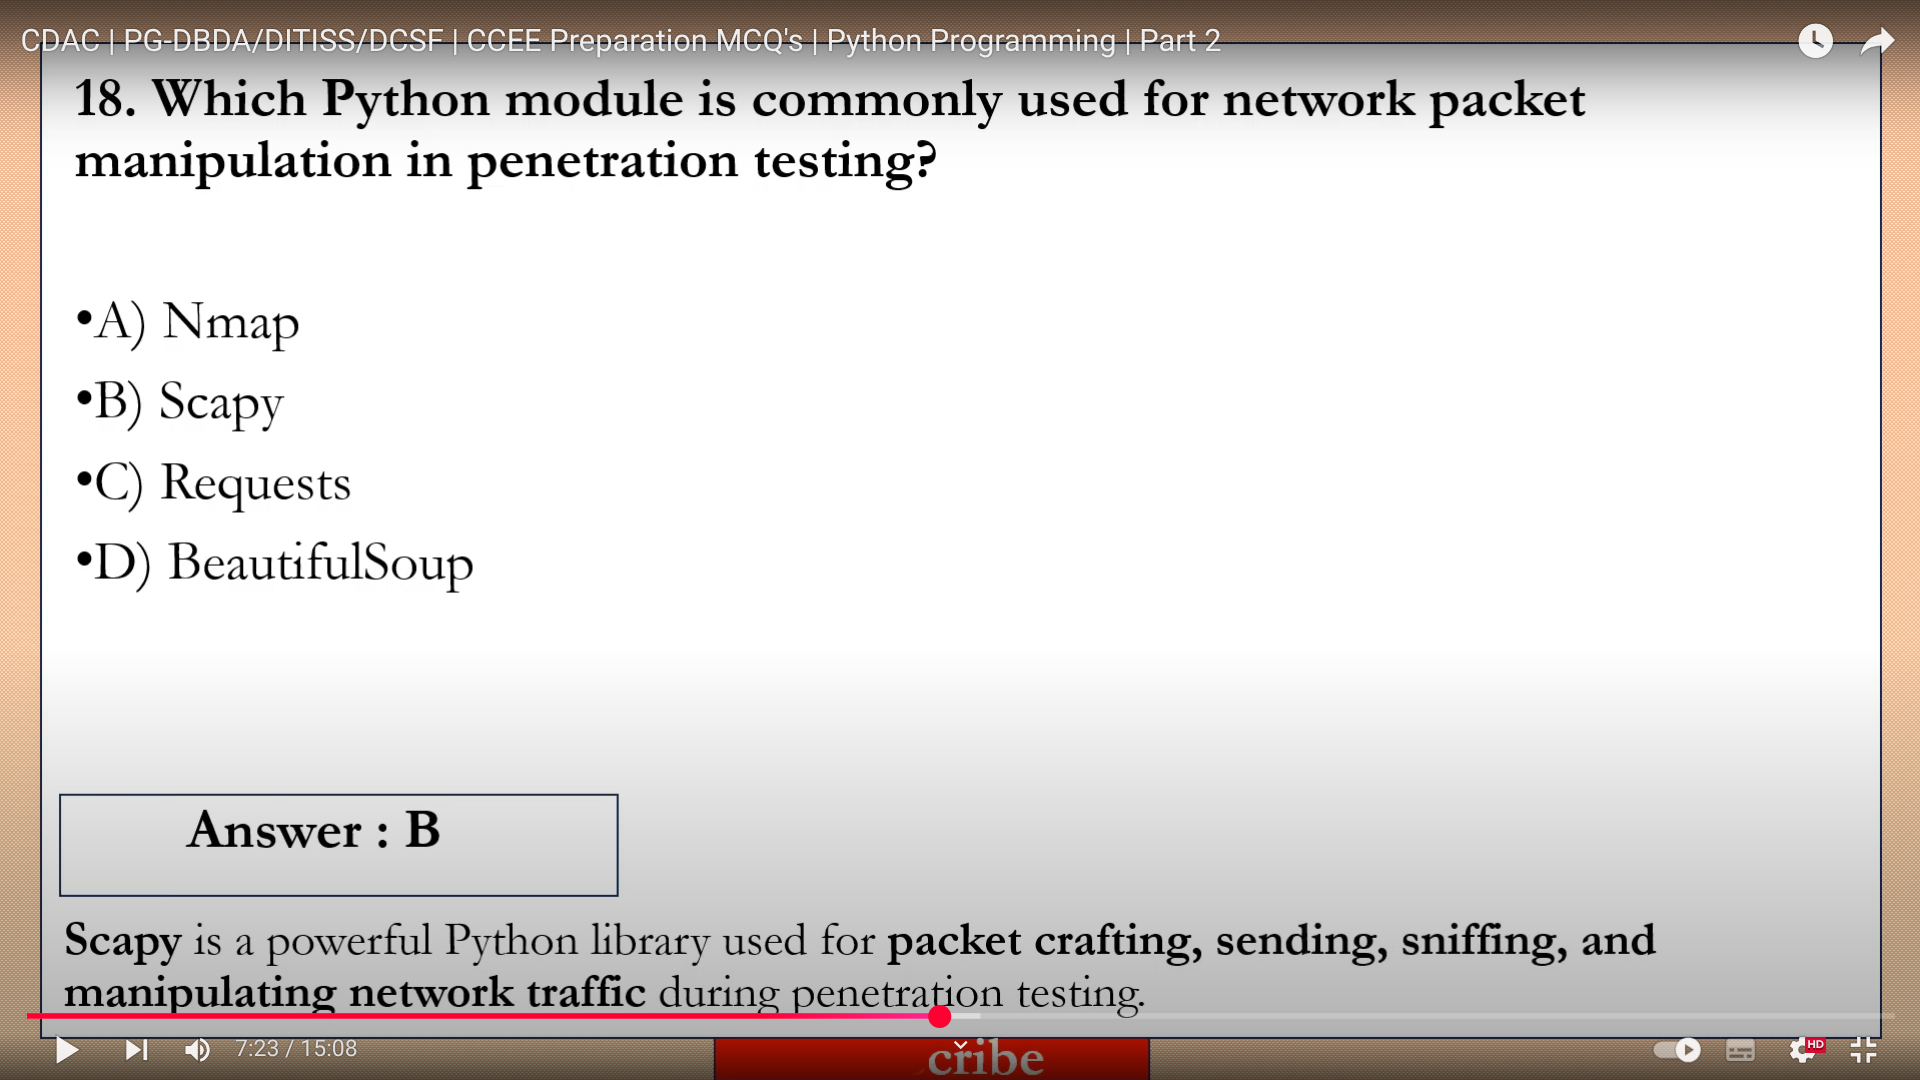 CDAC | PG-DBDA/DITISS/DCSF | CCEE Preparation MCQ's | Python Programming | Part 2
18. Which Python module is commonly used for network packet
manipulation in penetration testing?
•A) Nmap
•B) Scapy
•C) Requests
•D) BeautifulSoup
Answer : B
Scapy is a powerful Python library used for packet crafting, sending, sniffing, and
manipulating network traffic during penetration testing.
7:23 / 15:08
HD
cribe